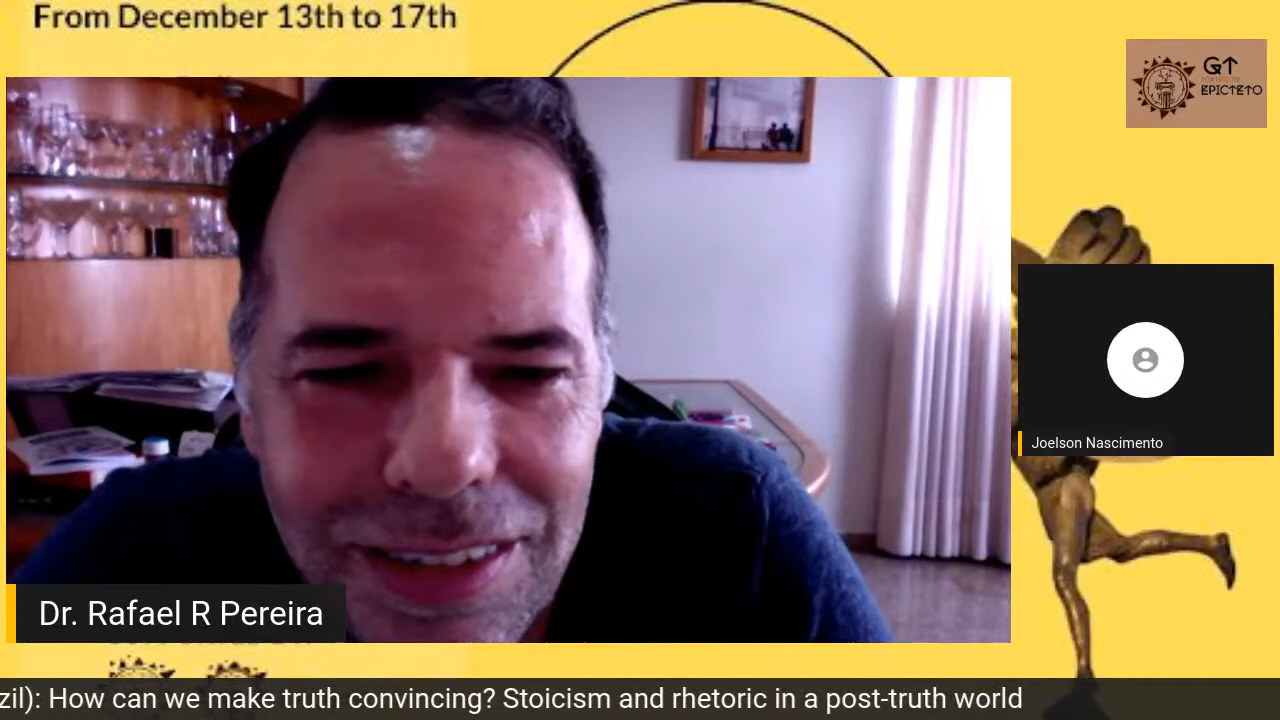 From December 13th to 17th
GT
EPICTETO
Joelson Nascimento
Dr. Rafael R Pereira
zil): How can we make truth convincing? Stoicism and rhetoric in a post-truth world